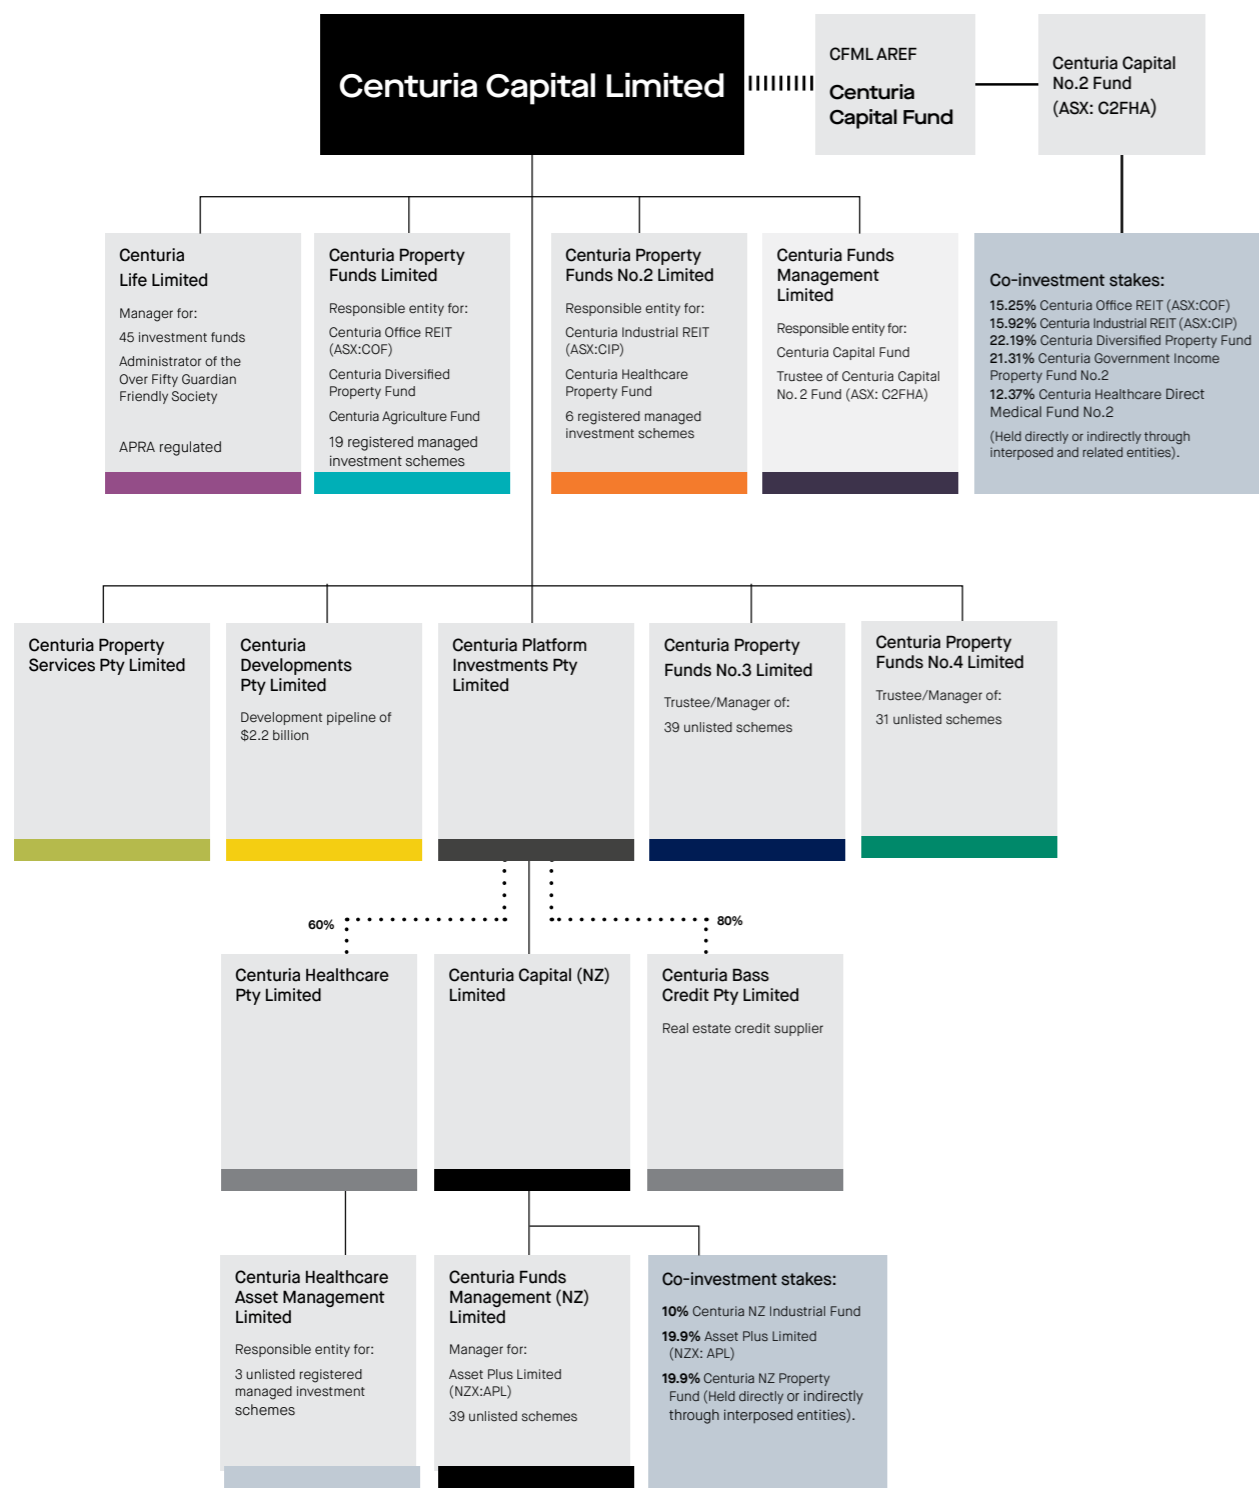 Centuria Capital Limited
CFML AREF
Centuria
Capital Fund
Centuria Capital
No.2 Fund
(ASX: C2FHA)
Centuria
Life Limited
Manager for:
45 investment funds
Administrator of the
Over Fifty Guardian
Friendly Society
APRA regulated
Centuria Property
Funds Limited
Responsible entity for:
Centuria Office REIT
(ASX:COF)
Centuria Diversified
Property Fund
Centuria Agriculture Fund
19 registered managed
investment schemes
Centuria Property
Funds No.2 Limited
Responsible entity for:
Centuria Industrial REIT
(ASX:CIP)
Centuria Healthcare
Property Fund
6 registered managed
investment schemes
Centuria Funds
Management
Limited
Responsible entity for:
Centuria Capital Fund
Trustee of Centuria Capital
No. 2 Fund (ASX: C2FHA)
Co-investment stakes:
15.25% Centuria Office REIT (ASX:COF)
15.92% Centuria Industrial REIT (ASX:CIP)
22.19% Centuria Diversified Property Fund
21.31% Centuria Government Income
Property Fund No.2
12.37% Centuria Healthcare Direct
Medical Fund No.2
(Held directly or indirectly through
interposed and related entities).
Centuria Property
Services Pty Limited
Centuria
Developments
Pty Limited
Development pipeline of
$2.2 billion
Centuria Platform
Investments Pty
Limited
Centuria Property
Funds No.3 Limited
Trustee/Manager of:
39 unlisted schemes
Centuria Property
Funds No.4 Limited
Trustee/Manager of:
31 unlisted schemes
60%
80%
Centuria Healthcare
Pty Limited
Centuria Capital (NZ)
Limited
Centuria Bass
Credit Pty Limited
Real estate credit supplier
Centuria Healthcare
Asset Management
Limited
Responsible entity for:
3 unlisted registered
managed investment
schemes
Centuria Funds
Management (NZ)
Limited
Manager for:
Asset Plus Limited
(NZX:APL)
39 unlisted schemes
Co-investment stakes:
10% Centuria NZ Industrial Fund
19.9% Asset Plus Limited
(NZX: APL)
19.9% Centuria NZ Property
Fund (Held directly or indirectly
through interposed entities).